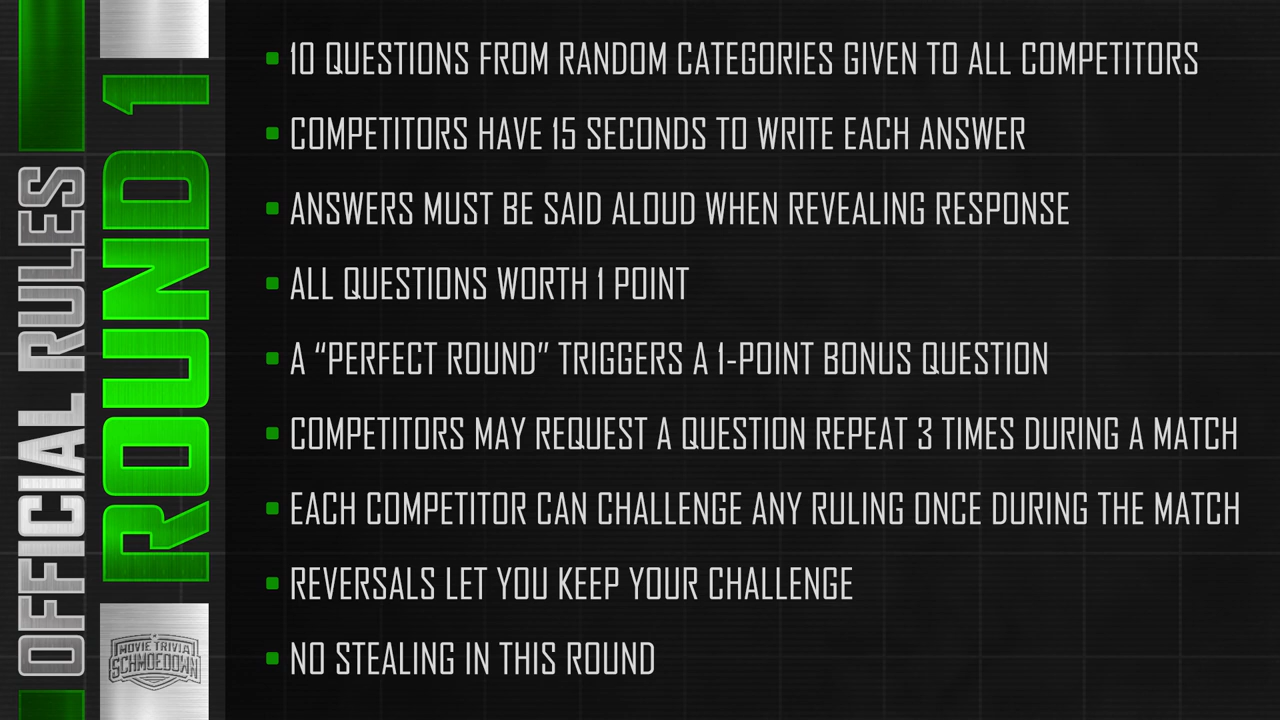 OFFICIAL RULES
ROUND 1
MOVIE TRIVIA
SCHMOEDOWN
10 QUESTIONS FROM RANDOM CATEGORIES GIVEN TO ALL COMPETITORS
COMPETITORS HAVE 15 SECONDS TO WRITE EACH ANSWER
ANSWERS MUST BE SAID ALOUD WHEN REVEALING RESPONSE
ALL QUESTIONS WORTH 1 POINT
A “PERFECT ROUND” TRIGGERS A 1-POINT BONUS QUESTION
COMPETITORS MAY REQUEST A QUESTION REPEAT 3 TIMES DURING A MATCH
EACH COMPETITOR CAN CHALLENGE ANY RULING ONCE DURING THE MATCH
REVERSALS LET YOU KEEP YOUR CHALLENGE
NO STEALING IN THIS ROUND